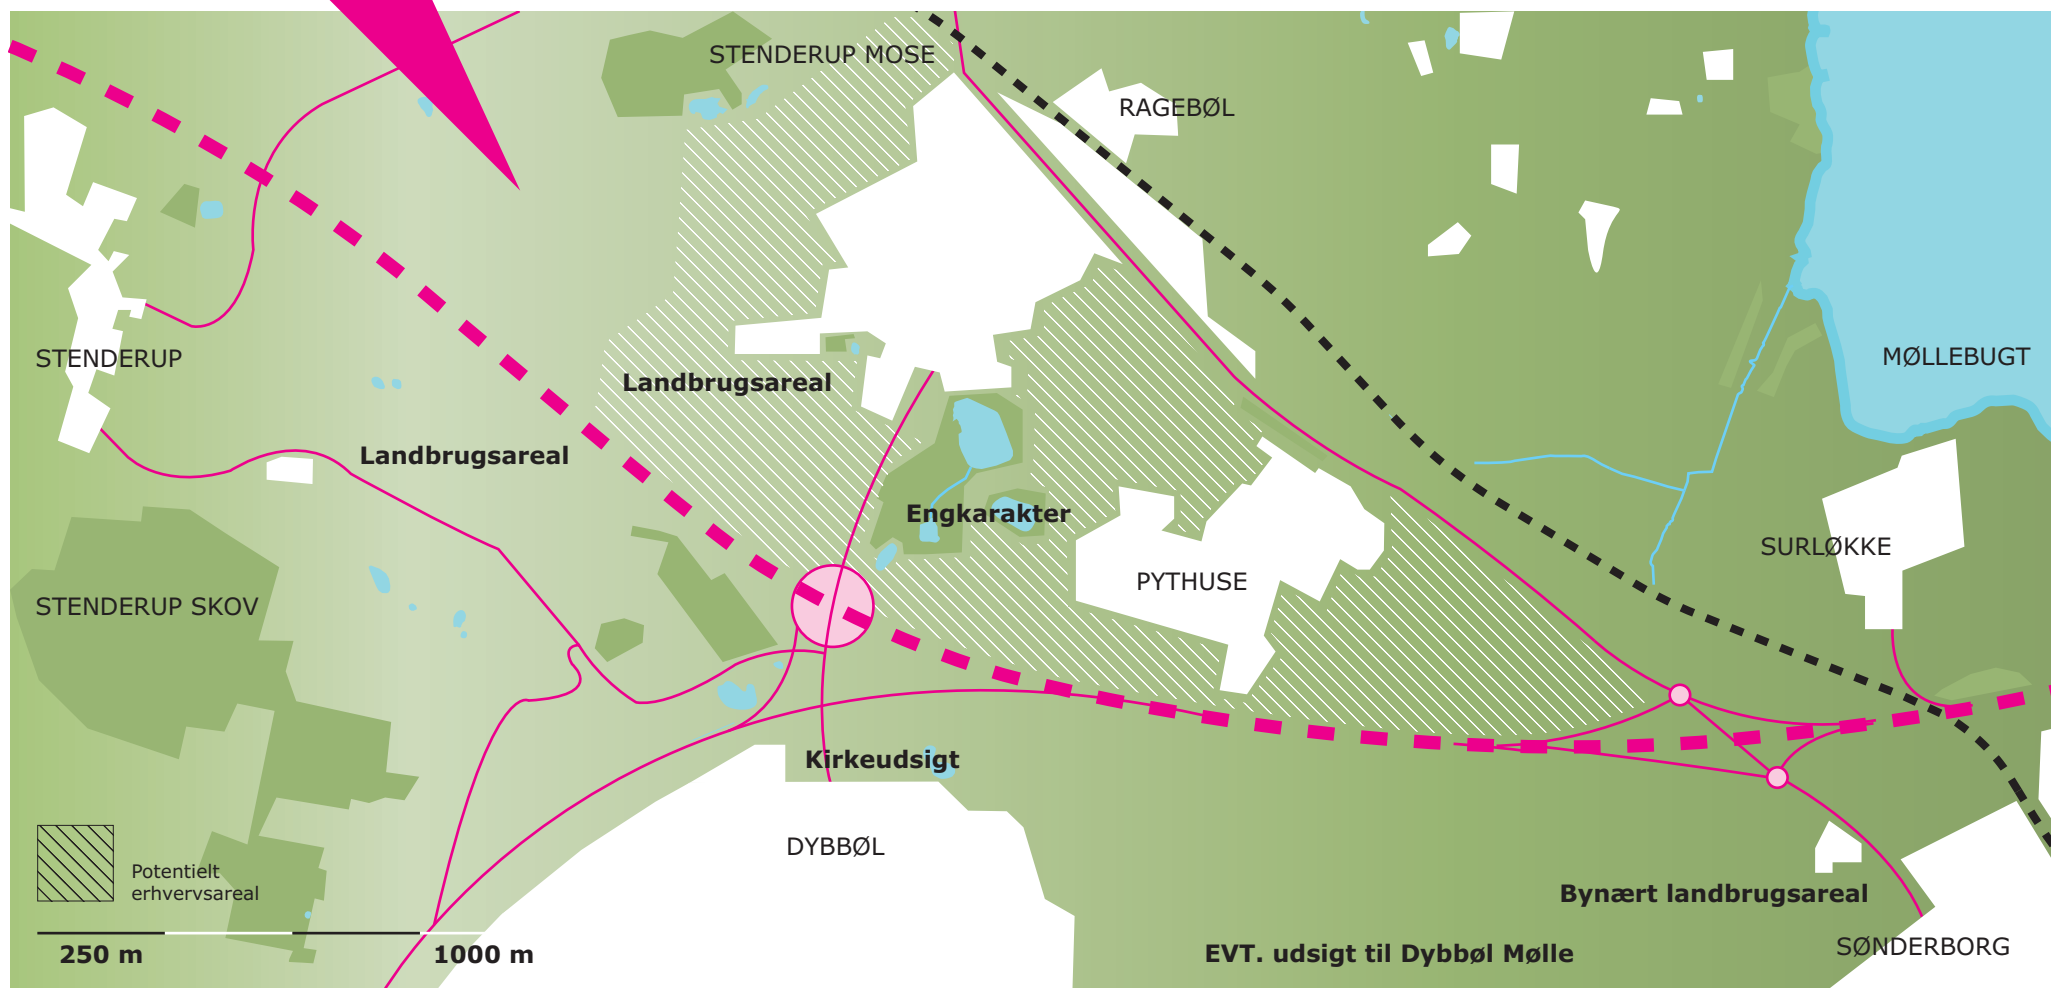 STENDERUP MOSE
RAGEBØL
STENDERUP
MØLLEBUGT
Landbrugsareal
Landbrugsareal
Engkarakter
SURLØKKE
PYTHUSE
STENDERUP SKOV
Kirkeudsigt
DYBBØL
Potentielt
erhvervsareal
Bynært landbrugsareal
SØNDERBORG
250 m
1000 m
EVT. udsigt til Dybbøl Mølle